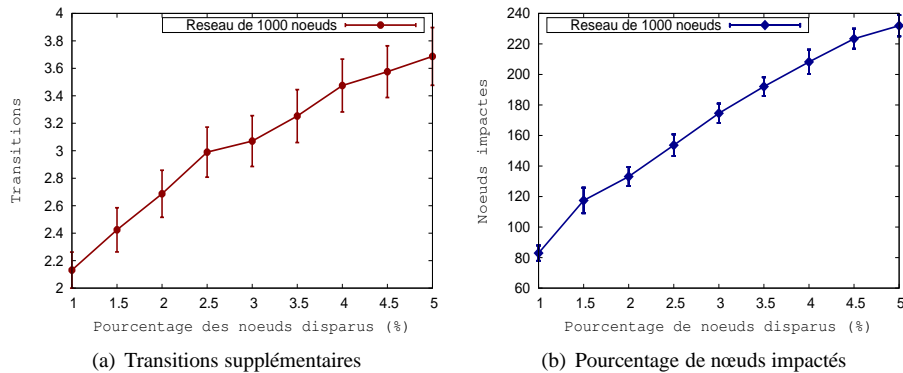 Reseau de 1000 noeuds
4
3.8
3.6
3.4
3.2
3
2.8
2.6
2.4
2.2
2
Transitions
1 1.5 2 2.5 3 3.5 4 4.5 5
Pourcentage des noeuds disparus (%)
(a) Transitions supplémentaires
Reseau de 1000 noeuds
240
220
200
180
160
140
120
100
80
60
Noeuds impactes
1 1.5 2 2.5 3 3.5 4 4.5 5
Pourcentage de noeuds disparus (%)
(b) Pourcentage de nœuds impactés